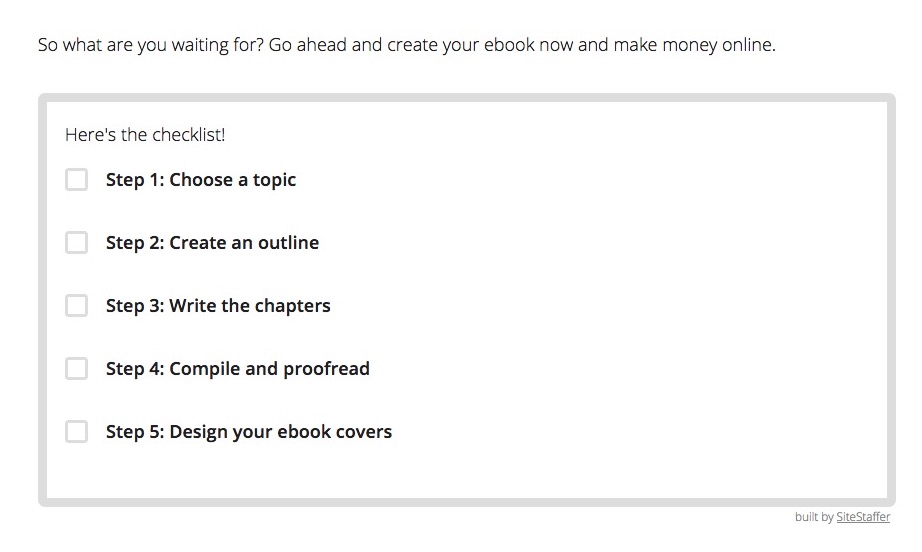 So what are you waiting for? Go ahead and create your ebook now and make money online.
Here's the checklist!
Step 1: Choose a topic
Step 2: Create an outline
Step 3: Write the chapters
Step 4: Compile and proofread
Step 5: Design your ebook covers
built by SiteStaffer